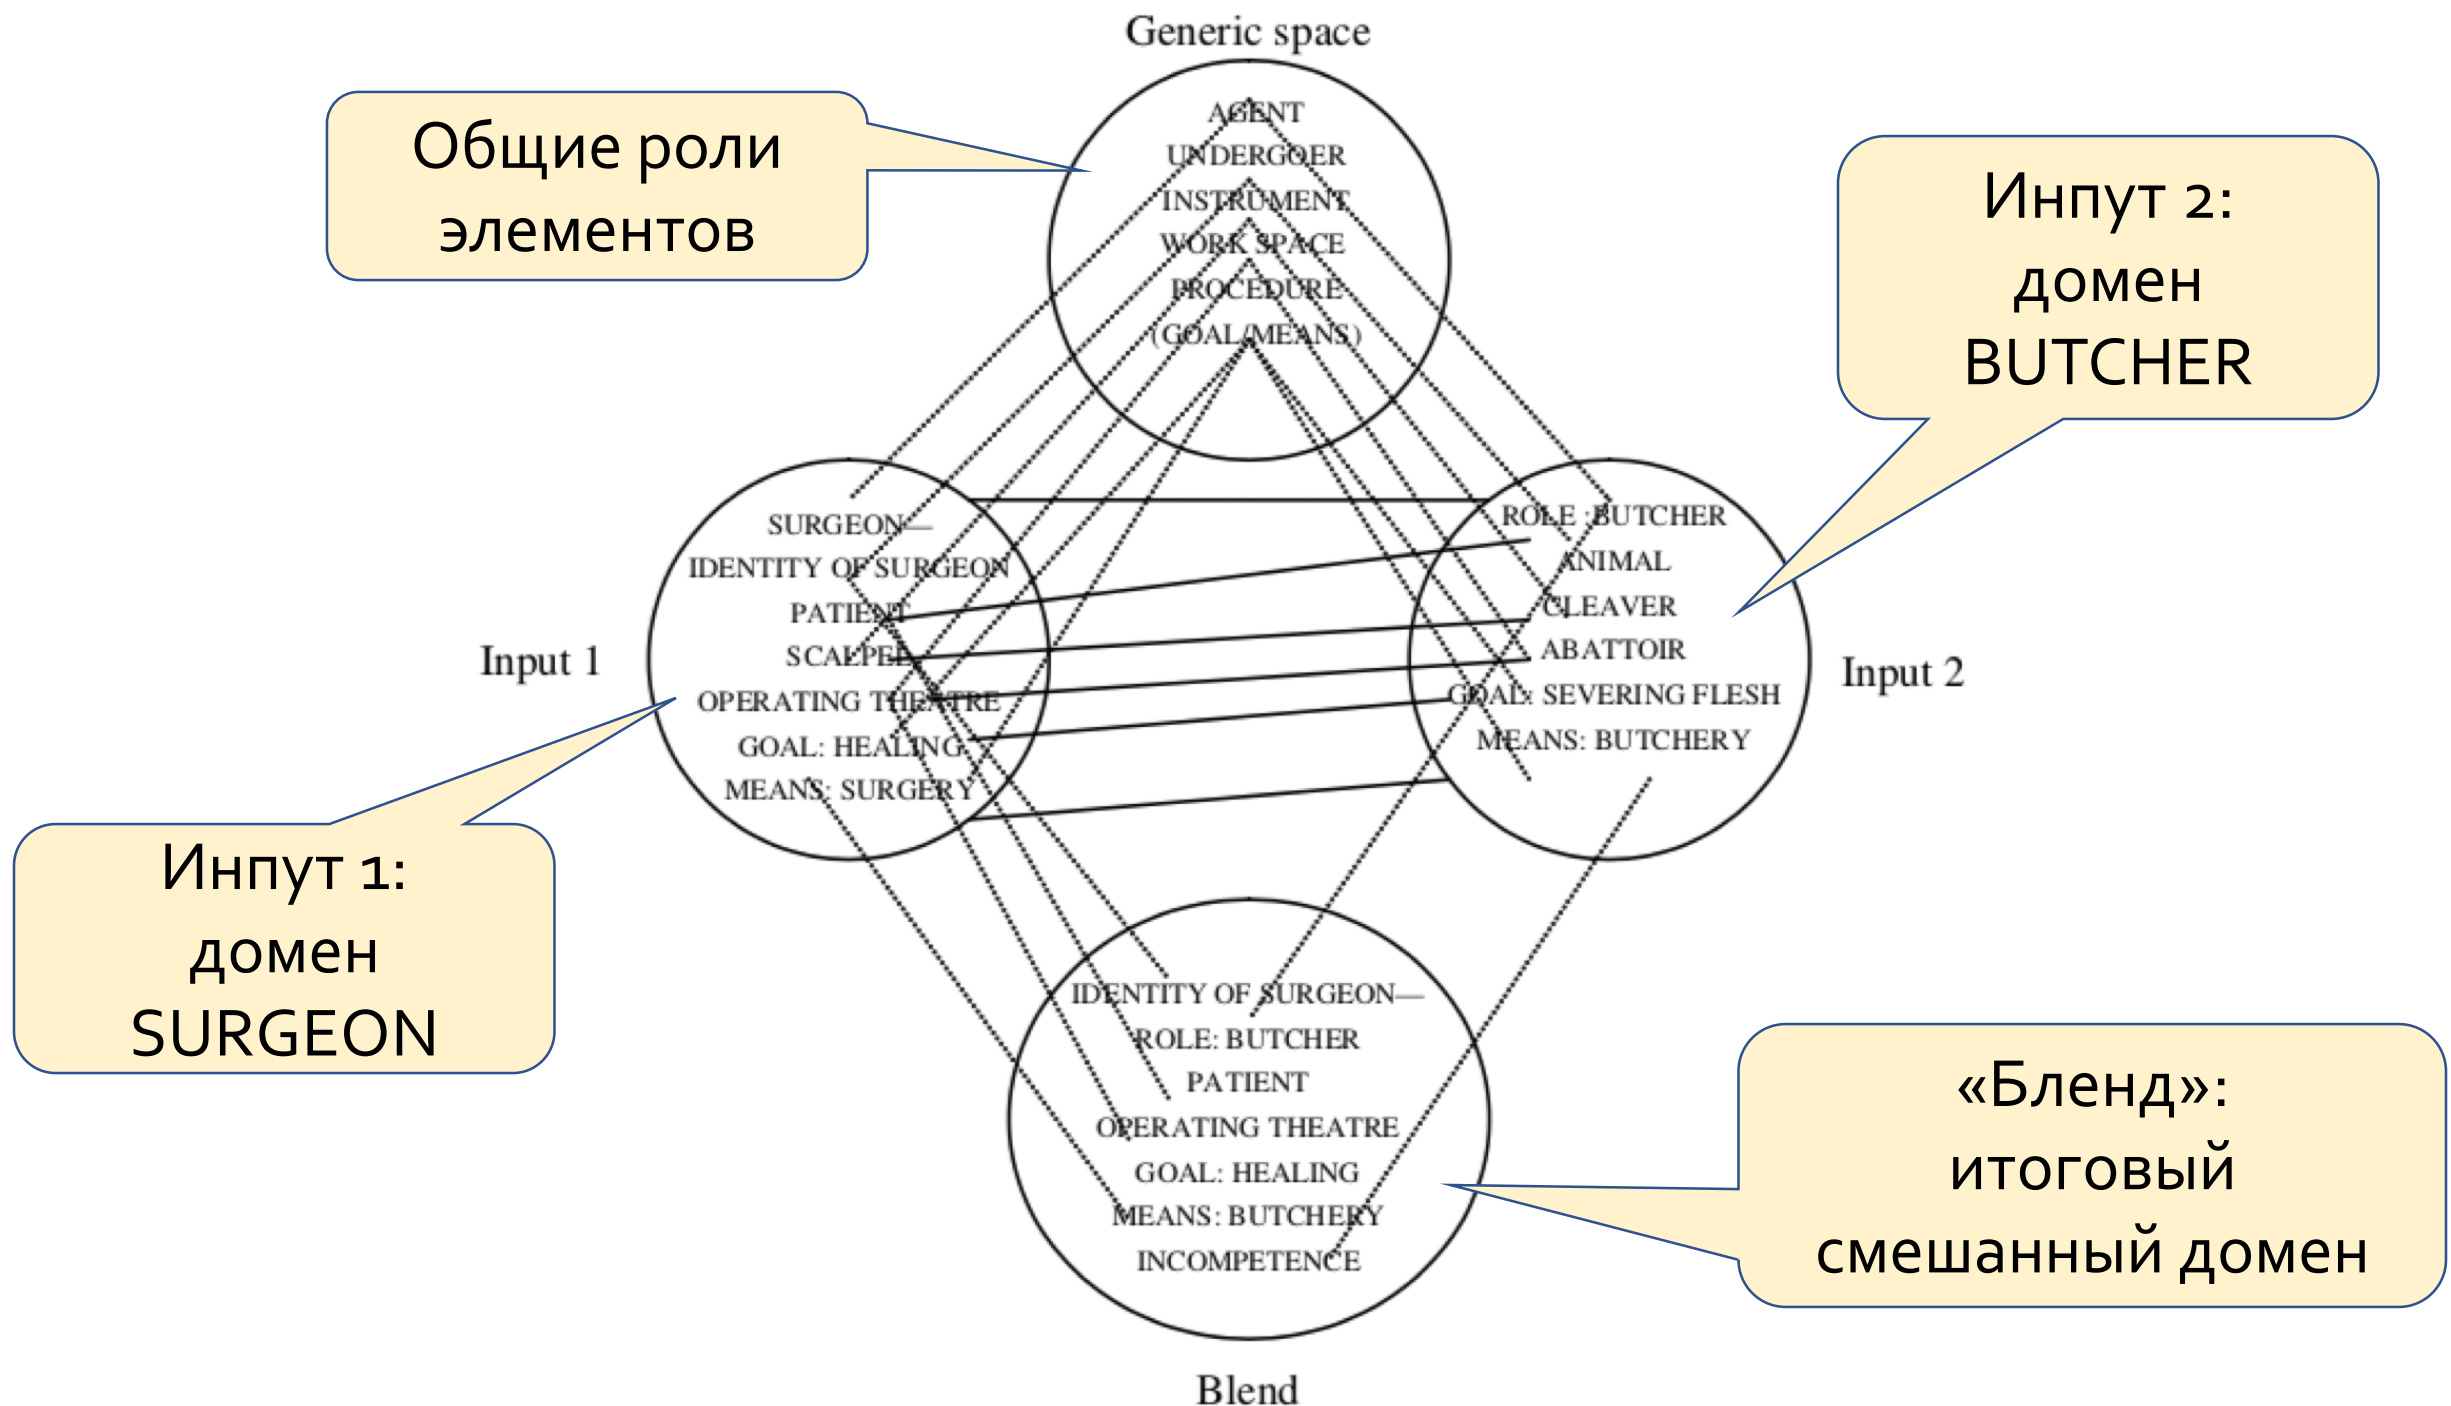 Generic space
AGENT
UNDERGOER
INSTRUMENT
WORK SPACE
PROCEDURE
(GOAL/MEANS)
Общие роли
элементов
Инпут 2:
домен
BUTCHER
SURGEON—
IDENTITY OF SURGEON
PATIENT
SCALPEL
OPERATING THEATRE
GOAL: HEALING
MEANS: SURGERY
Input 1
ROLE :BUTCHER
ANIMAL
CLEAVER
ABATTOIR
GOAL: SEVERING FLESH
MEANS: BUTCHERY
Input 2
Инпут 1:
домен
SURGEON
IDENTITY OF SURGEON—
ROLE: BUTCHER
PATIENT
OPERATING THEATRE
GOAL: HEALING
MEANS: BUTCHERY
INCOMPETENCE
«Бленд»:
итоговый
смешанный домен
Blend